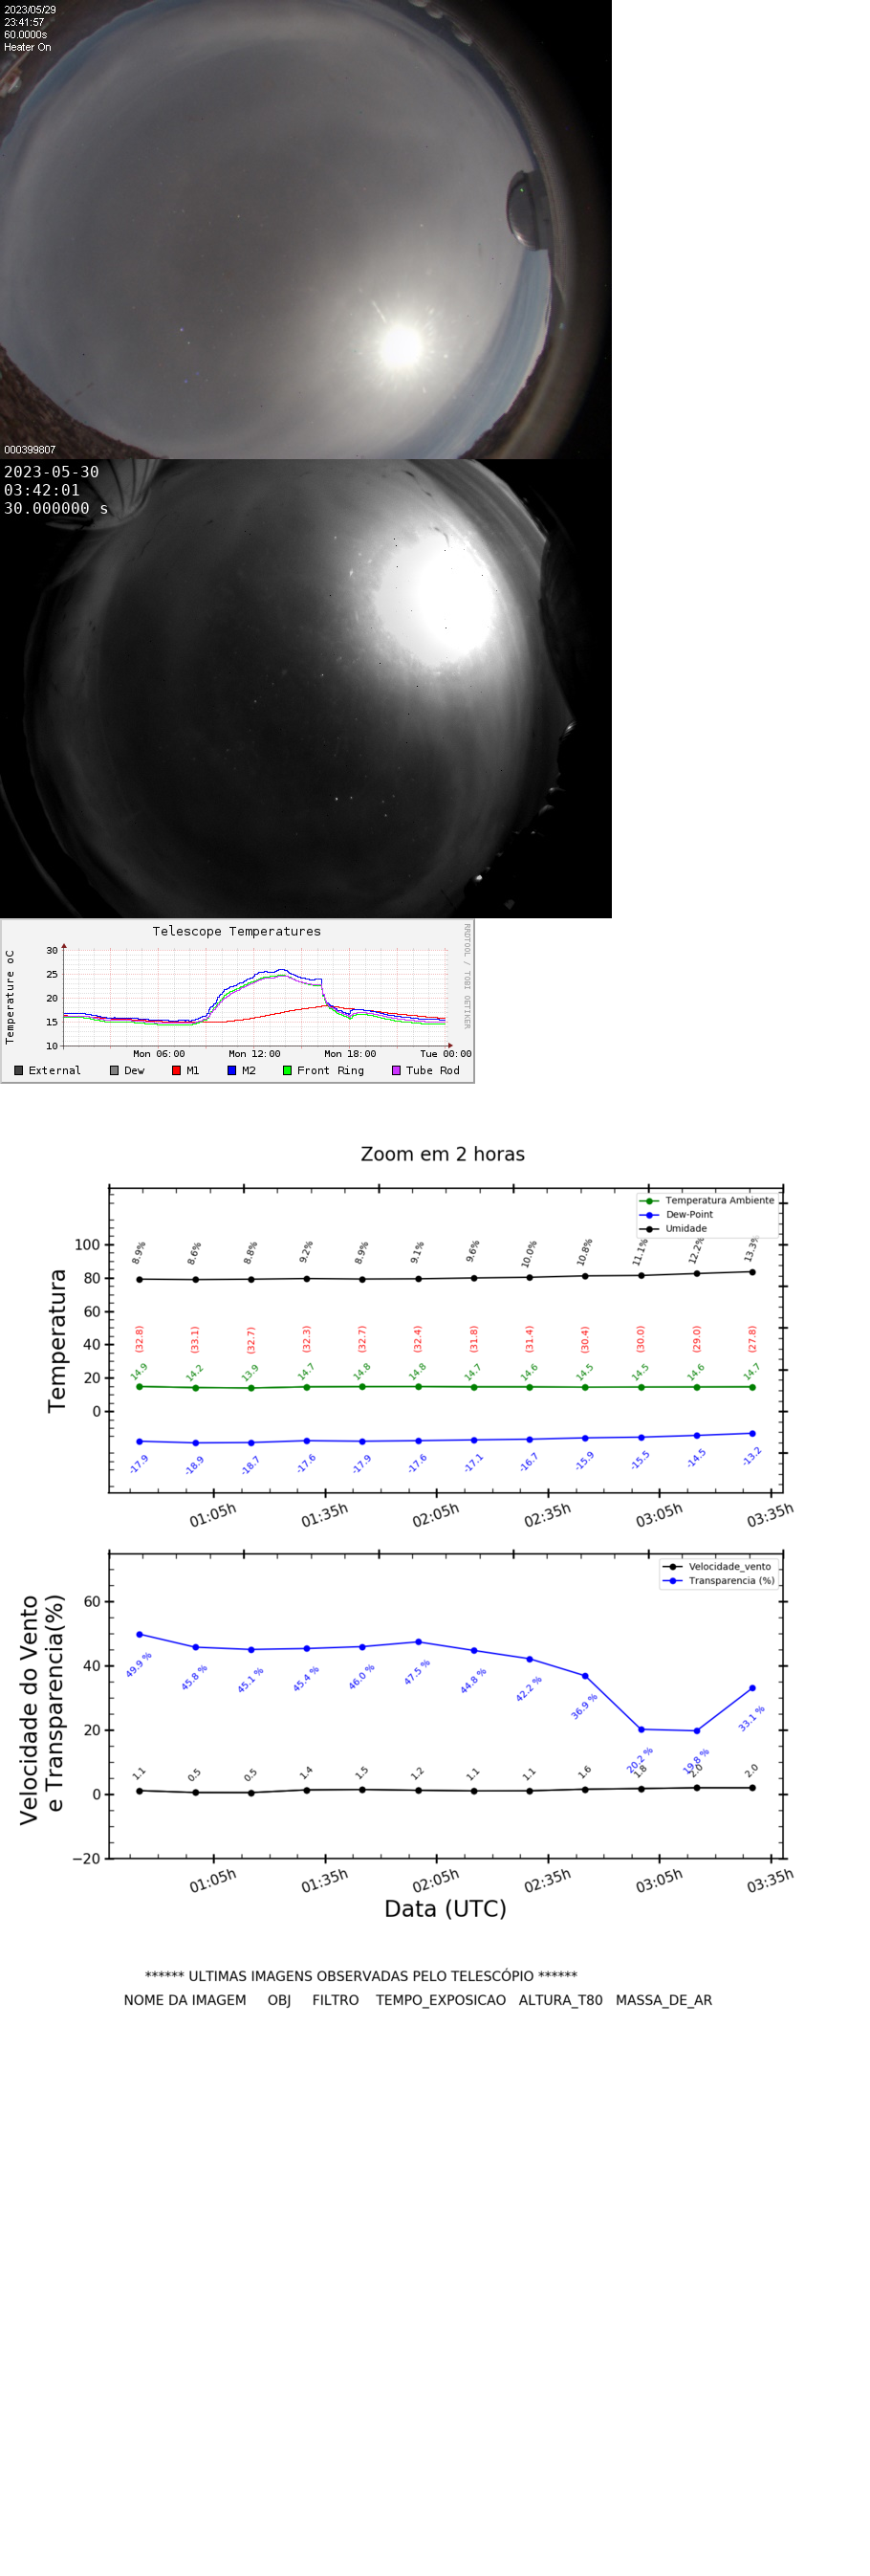 2023/05/29
23:41:57
60.0000s
Heater On
000399807
2023-05-30
03:42:01
30.000000 s
Telescope Temperatures
RRDTOOL / TOBI OETIKER
Temperature oC
30
25
20
15
10
Mon 06:00 Mon 12:00 Mon 18:00 Tue 00:00
External Dew M1 M2 Front Ring Tube Rod
Zoom em 2 horas
Temperatura Ambiente
Dew-Point
Umidade
Temperatura
100
80
60
40
20
0
8.9% 8.6% 8.8% 9.2% 8.9% 9.1% 9.6% 10.0% 10.8% 11.1% 12.2% 13.3%
(32.8) (33.1) (32.7) (32.3) (32.7) (32.4) (31.8) (31.4) (30.4) (30.0) (29.0) (27.8)
14.9 14.2 13.9 14.7 14.8 14.8 14.7 14.6 14.5 14.5 14.6 14.7
-17.9 -18.9 -18.7 -17.6 -17.9 -17.6 -17.1 -16.7 -15.9 -15.5 -14.5 -13.2
01:05h 01:35h 02:05h 02:35h 03:05h 03:35h
Velocidade_vento
Transparencia (%)
Velocidade do Vento
e Transparencia(%)
60
40
20
0
−20
49.9 % 45.8 % 45.1 % 45.4 % 46.0 % 47.5 % 44.8 % 42.2 % 36.9 % 20.2 % 19.8 % 33.1 %
1.1 0.5 0.5 1.4 1.5 1.2 1.1 1.1 1.6 1.8 2.0 2.0
01:05h 01:35h 02:05h 02:35h 03:05h 03:35h
Data (UTC)
****** ULTIMAS IMAGENS OBSERVADAS PELO TELESCÓPIO ******
NOME DA IMAGEM OBJ FILTRO TEMPO_EXPOSICAO ALTURA_T80 MASSA_DE_AR